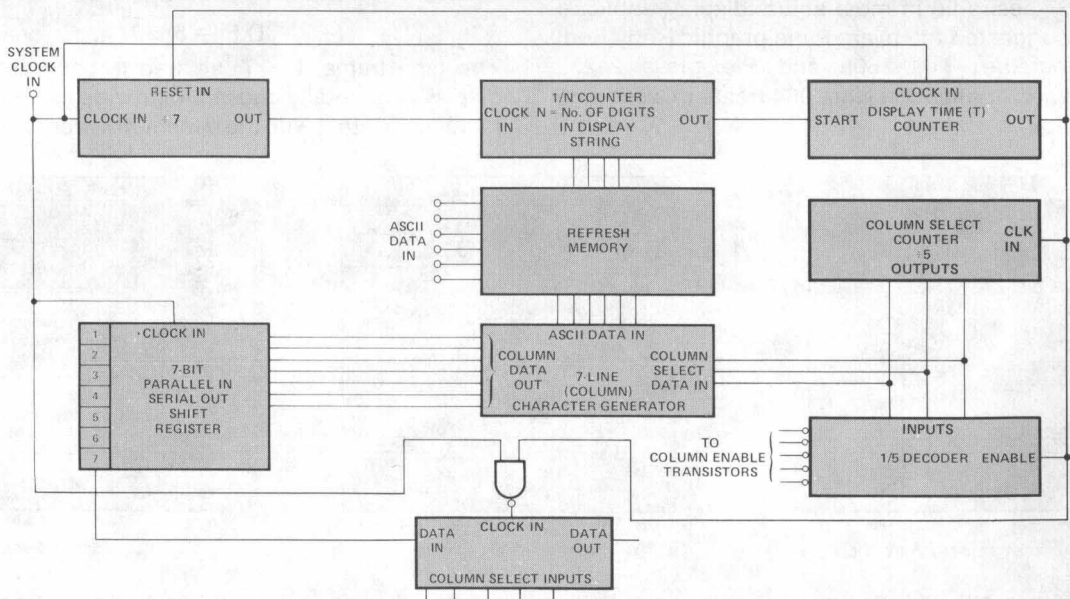 SYSTEM
CLOCK
IN
RESET IN
CLOCK IN ÷ 7 OUT
1/N COUNTER
CLOCK N = No. OF DIGITS OUT
IN IN DISPLAY
STRING
CLOCK IN
START DISPLAY TIME (T) OUT
COUNTER
ASCII
DATA
IN
REFRESH
MEMORY
COLUMN SELECT CLK
COUNTER IN
÷5
OUTPUTS
1
2
3
4
5
6
7
CLOCK IN
7-BIT
PARALLEL IN
SERIAL OUT
SHIFT
REGISTER
ASCII DATA IN
COLUMN COLUMN
DATA SELECT
OUT 7-LINE DATA IN
(COLUMN)
CHARACTER GENERATOR
TO
COLUMN ENABLE
TRANSISTORS
INPUTS
1/5 DECODER ENABLE
CLOCK IN
DATA DATA
IN OUT
COLUMN SELECT INPUTS